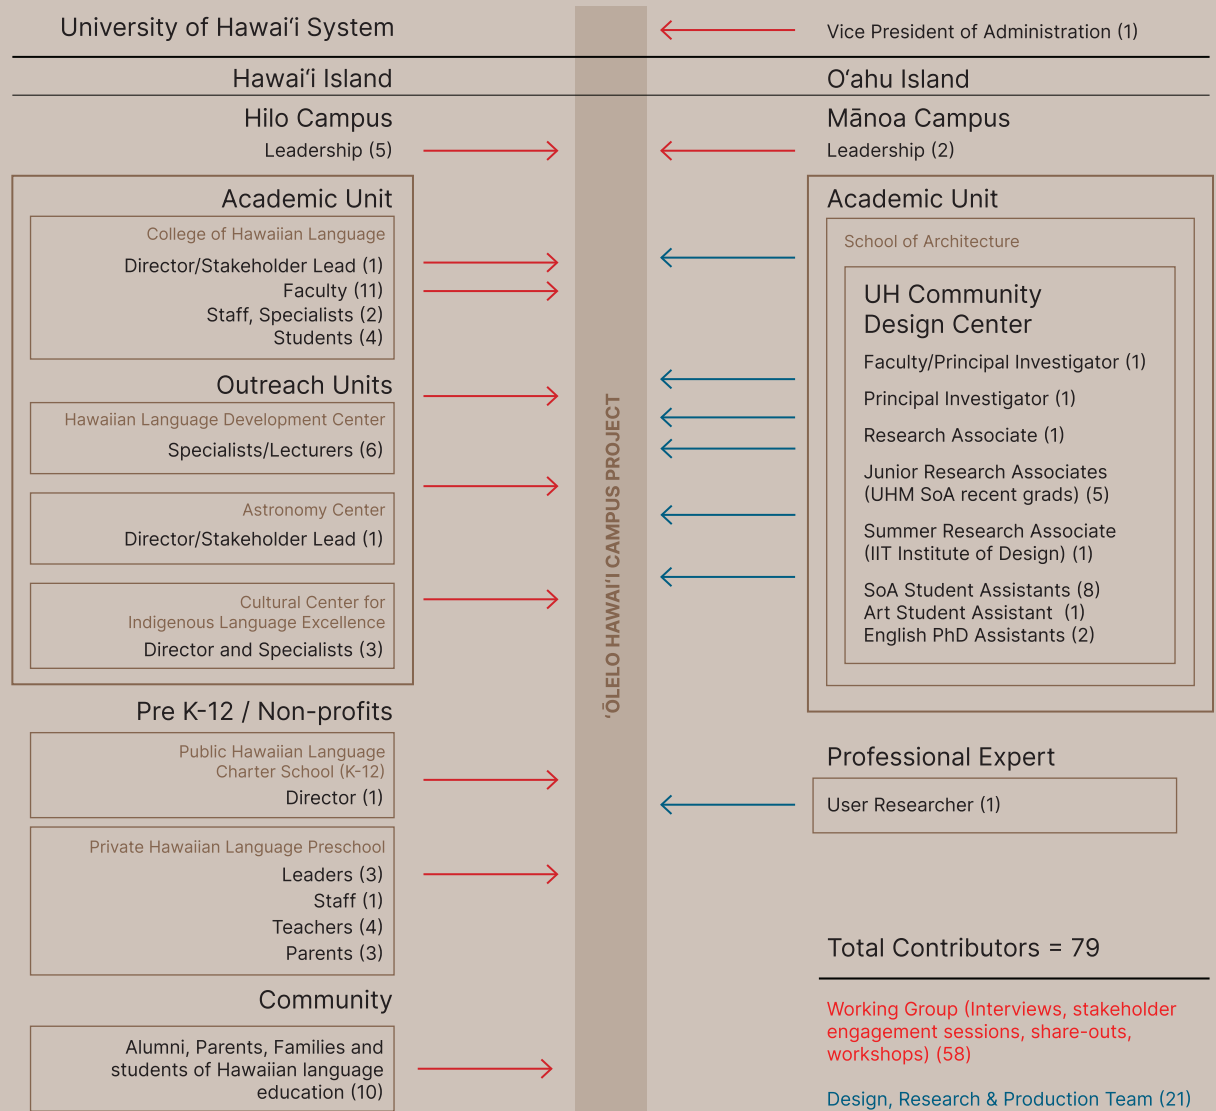 University of Hawaiʻi System
Vice President of Administration (1)
Hawaiʻi Island
Oʻahu Island
Hilo Campus
Leadership (5)
Mānoa Campus
Leadership (2)
Academic Unit
College of Hawaiian Language
Director/Stakeholder Lead (1)
Faculty (11)
Staff, Specialists (2)
Students (4)
Outreach Units
Hawaiian Language Development Center
Specialists/Lecturers (6)
Astronomy Center
Director/Stakeholder Lead (1)
Cultural Center for
Indigenous Language Excellence
Director and Specialists (3)
Pre K-12 / Non-profits
Public Hawaiian Language
Charter School (K-12)
Director (1)
Private Hawaiian Language Preschool
Leaders (3)
Staff (1)
Teachers (4)
Parents (3)
Community
Alumni, Parents, Families and
students of Hawaiian language
education (10)
ʻŌLELO HAWAIʻI CAMPUS PROJECT
Academic Unit
School of Architecture
UH Community
Design Center
Faculty/Principal Investigator (1)
Principal Investigator (1)
Research Associate (1)
Junior Research Associates
(UHM SoA recent grads) (5)
Summer Research Associate
(IIT Institute of Design) (1)
SoA Student Assistants (8)
Art Student Assistant (1)
English PhD Assistants (2)
Professional Expert
User Researcher (1)
Total Contributors = 79
Working Group (Interviews, stakeholder
engagement sessions, share-outs,
workshops) (58)
Design, Research & Production Team (21)